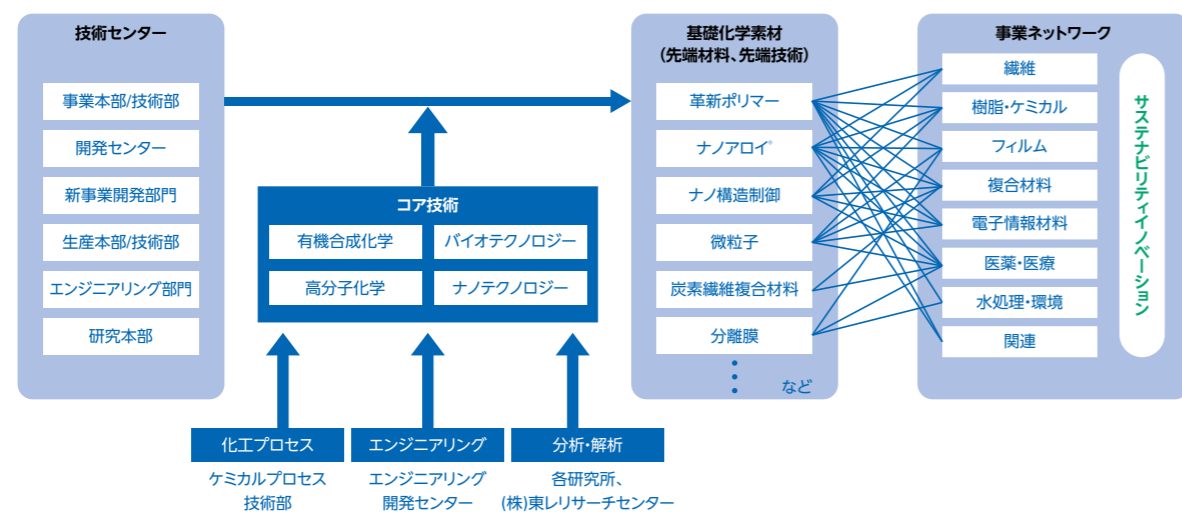 技術センター
事業本部/技術部
開発センター
新事業開発部門
生産本部/技術部
エンジニアリング部門
研究本部
コア技術
有機合成化学
バイオテクノロジー
高分子化学
ナノテクノロジー
化工プロセス
ケミカルプロセス
技術部
エンジニアリング
エンジニアリング
開発センター
分析・解析
各研究所、
(株)東レリサーチセンター
基礎化学素材
(先端材料、先端技術)
革新ポリマー
ナノアロイ®
ナノ構造制御
微粒子
炭素繊維複合材料
分離膜
など
事業ネットワーク
繊維
樹脂・ケミカル
フィルム
複合材料
電子情報材料
医薬・医療
水処理・環境
関連
サステナビリティイノベーション